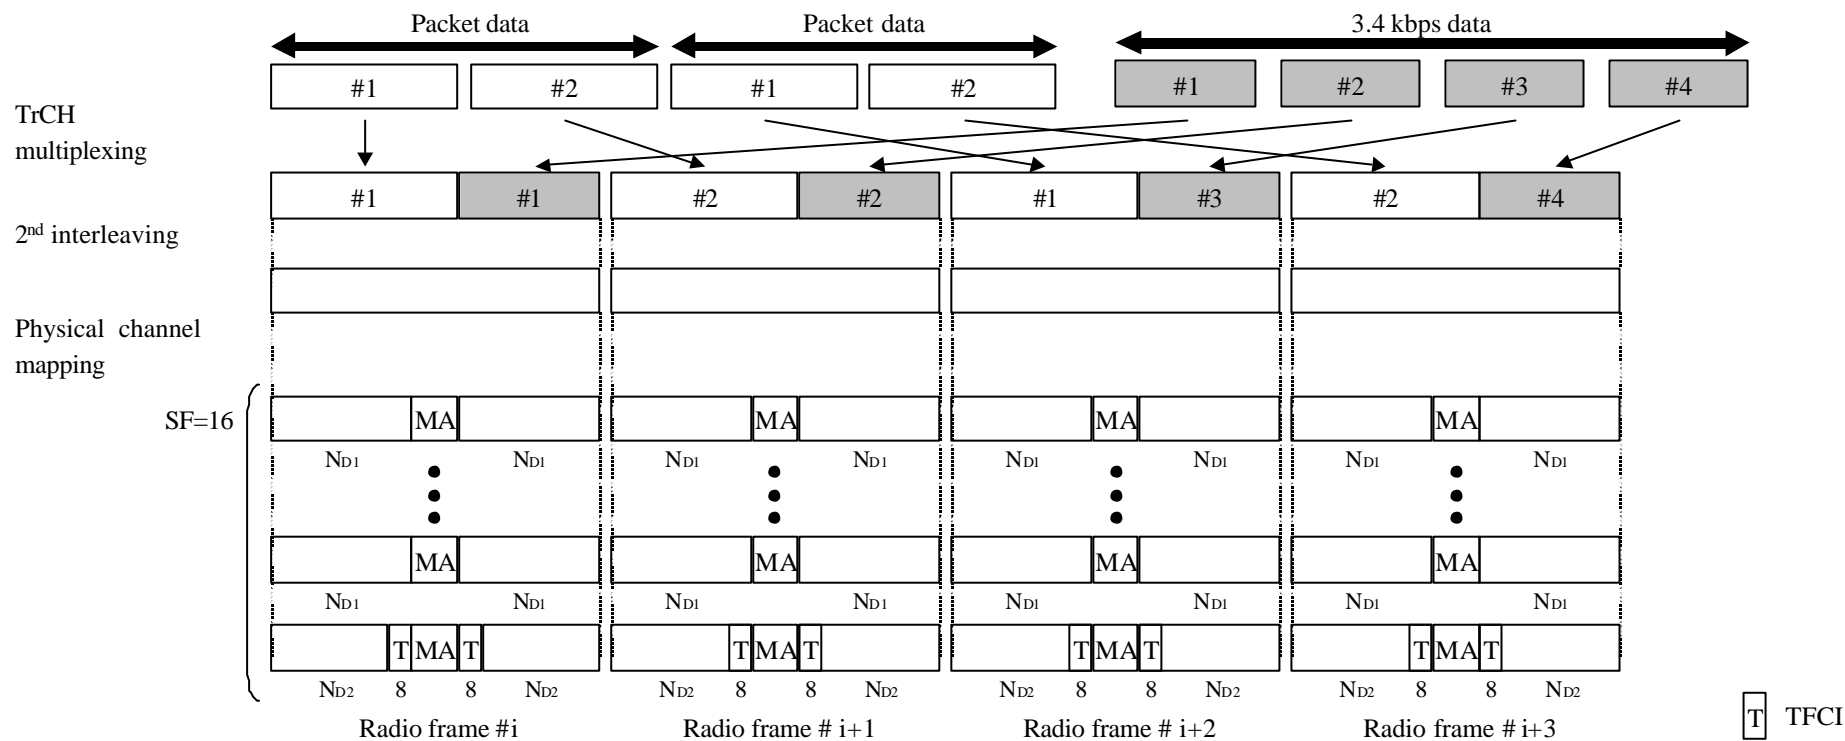 Packet data Packet data 3.4 kbps data
#1 #2 #1 #2 #1 #2 #3 #4
TrCH
multiplexing
#1 #1 #2 #2 #1 #3 #2 #4
2nd interleaving
Physical channel
mapping
SF=16 MA MA MA MA
ND1 ND1 ND1 ND1 ND1 ND1 ND1 ND1
MA MA MA MA
ND1 ND1 ND1 ND1 ND1 ND1 ND1 ND1
T MA T T MA T T MA T T MA T
ND2 8 8 ND2 ND2 8 8 ND2 ND2 8 8 ND2 ND2 8 8 ND2
Radio frame #i Radio frame # i+1 Radio frame # i+2 Radio frame # i+3
T TFCI